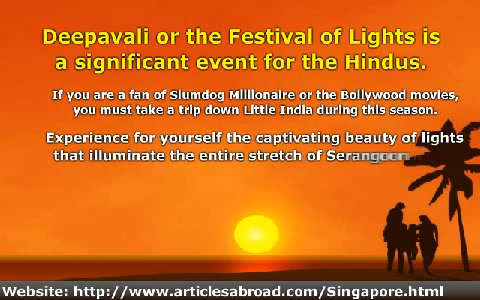 Deepavali or the Festival of Lights is
a significant event for the Hindus.
If you are a fan of Slumdog Millionaire or the Bollywood movies,
you must take a trip down Little India during this season.
Experience for yourself the captivating beauty of lights
that illuminate the entire stretch of Serangoon
Website: http://www.articlesabroad.com/Singapore.html